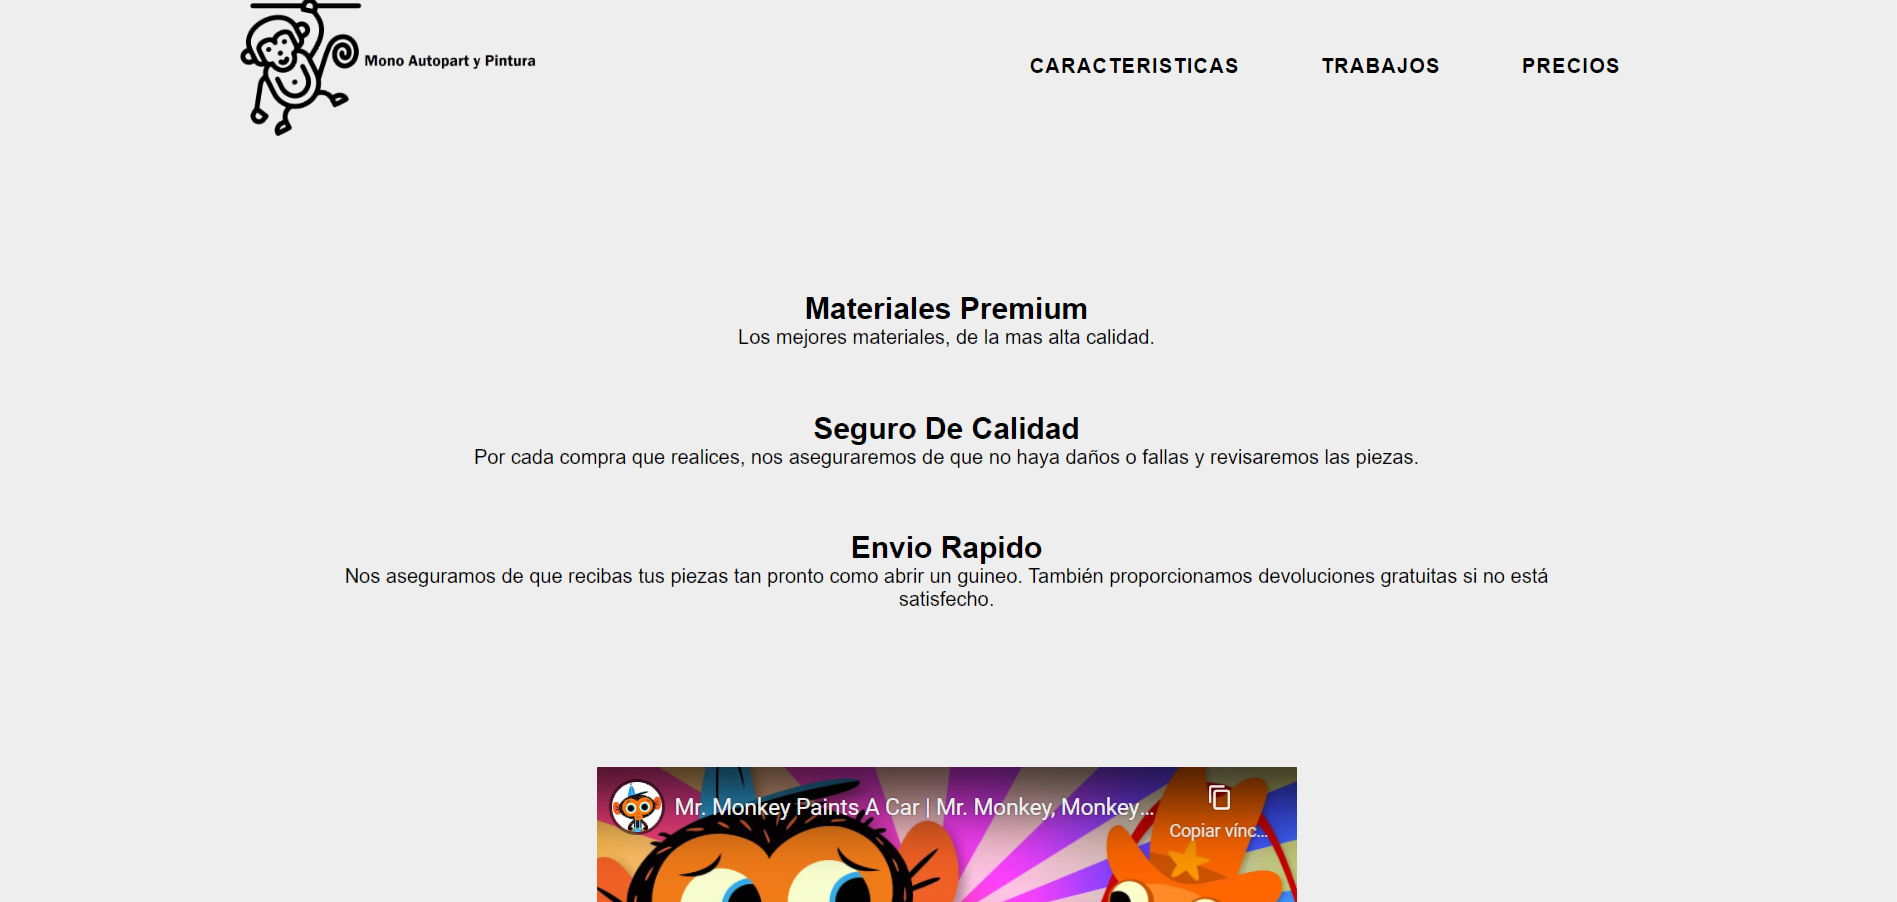 Mono Autopart y Pintura
CARACTERISTICAS
TRABAJOS
PRECIOS
Materiales Premium
Los mejores materiales, de la mas alta calidad.
Seguro De Calidad
Por cada compra que realices, nos aseguraremos de que no haya daños o fallas y revisaremos las piezas.
Envio Rapido
Nos aseguramos de que recibas tus piezas tan pronto como abrir un guineo. También proporcionamos devoluciones gratuitas si no está
satisfecho.
Mr. Monkey Paints A Car | Mr. Monkey, Monkey...
Copiar vínc...